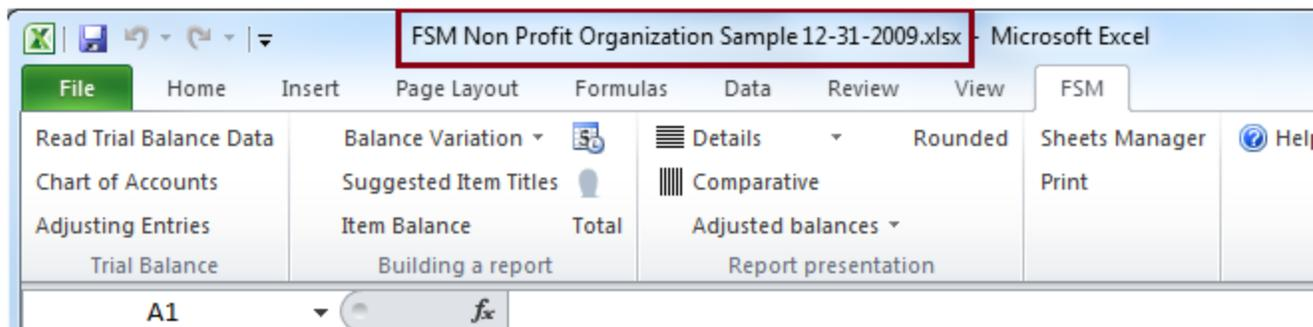 FSM Non Profit Organization Sample 12-31-2009.xlsx - Microsoft Excel
File Home Insert Page Layout Formulas Data Review View FSM
Read Trial Balance Data Balance Variation Details Rounded Sheets Manager Help
Chart of Accounts Suggested Item Titles Comparative Print
Adjusting Entries Item Balance Total Adjusted balances
Trial Balance Building a report Report presentation
A1 fx